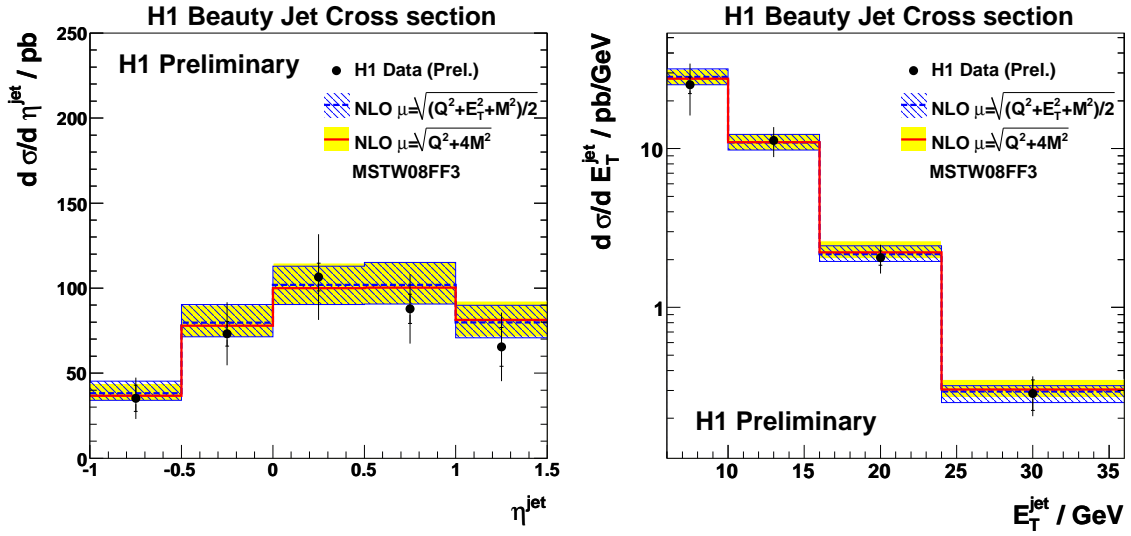 H1 Beauty Jet Cross section
d σ/d η^jet / pb
250
200
150
100
50
0
H1 Preliminary
H1 Data (Prel.)
NLO μ=√(Q²+E_T²+M²)/2
NLO μ=√Q²+4M²
MSTW08FF3
-1 -0.5 0 0.5 1 1.5
η^jet
H1 Beauty Jet Cross section
d σ/d E_T^jet / pb/GeV
10
1
H1 Data (Prel.)
NLO μ=√(Q²+E_T²+M²)/2
NLO μ=√Q²+4M²
MSTW08FF3
H1 Preliminary
10 15 20 25 30 35
E_T^jet / GeV